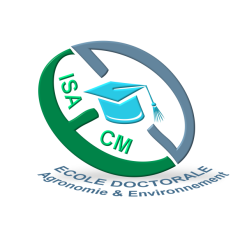 ISA
CM
ECOLE DOCTORALE
Agronomie & Environnement